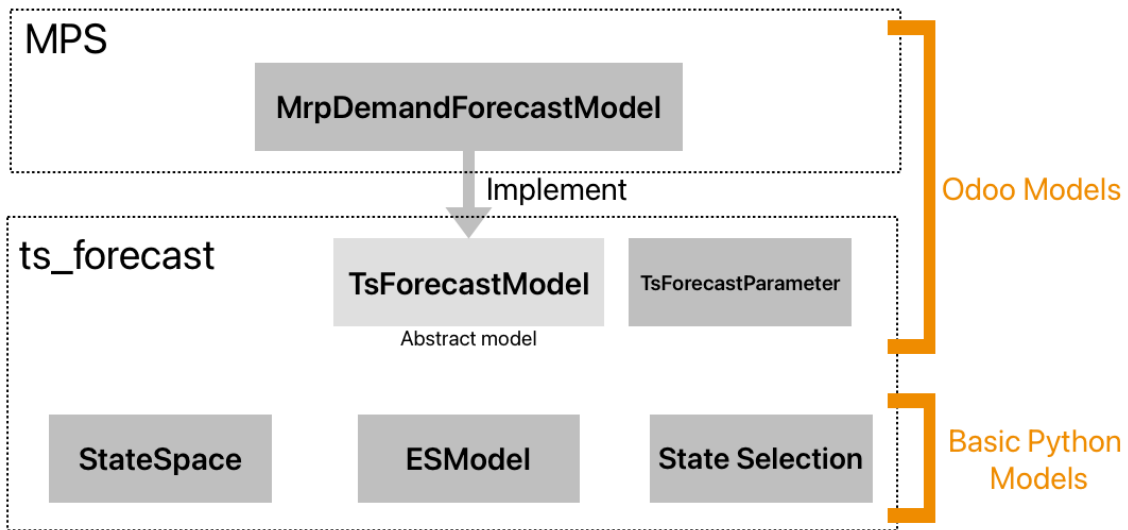 MPS
MrpDemandForecastModel
Implement
Odoo Models
ts_forecast
TsForecastModel
TsForecastParameter
Abstract model
StateSpace
ESModel
State Selection
Basic Python
Models